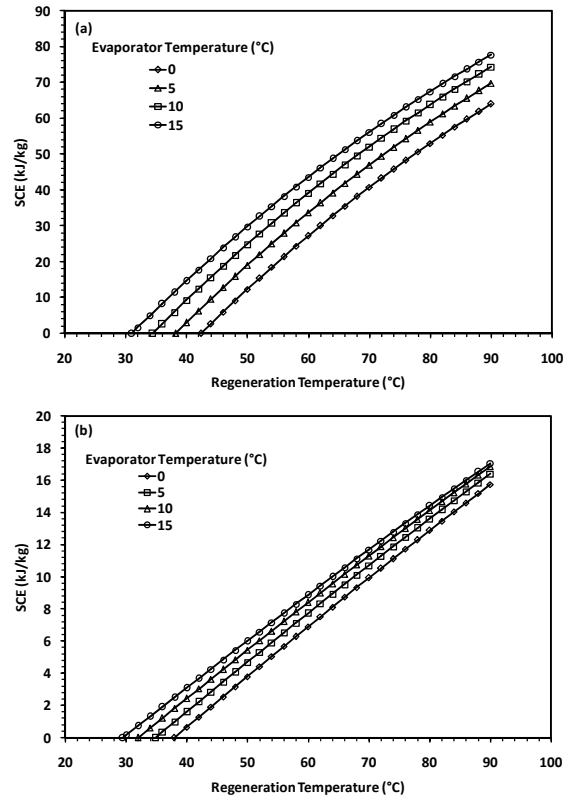 (a)
Evaporator Temperature (°C)
0
5
10
15
SCE (kJ/kg)
90
80
70
60
50
40
30
20
10
0
20 30 40 50 60 70 80 90 100
Regeneration Temperature (°C)
(b)
Evaporator Temperature (°C)
0
5
10
15
SCE (kJ/kg)
20
18
16
14
12
10
8
6
4
2
0
20 30 40 50 60 70 80 90 100
Regeneration Temperature (°C)